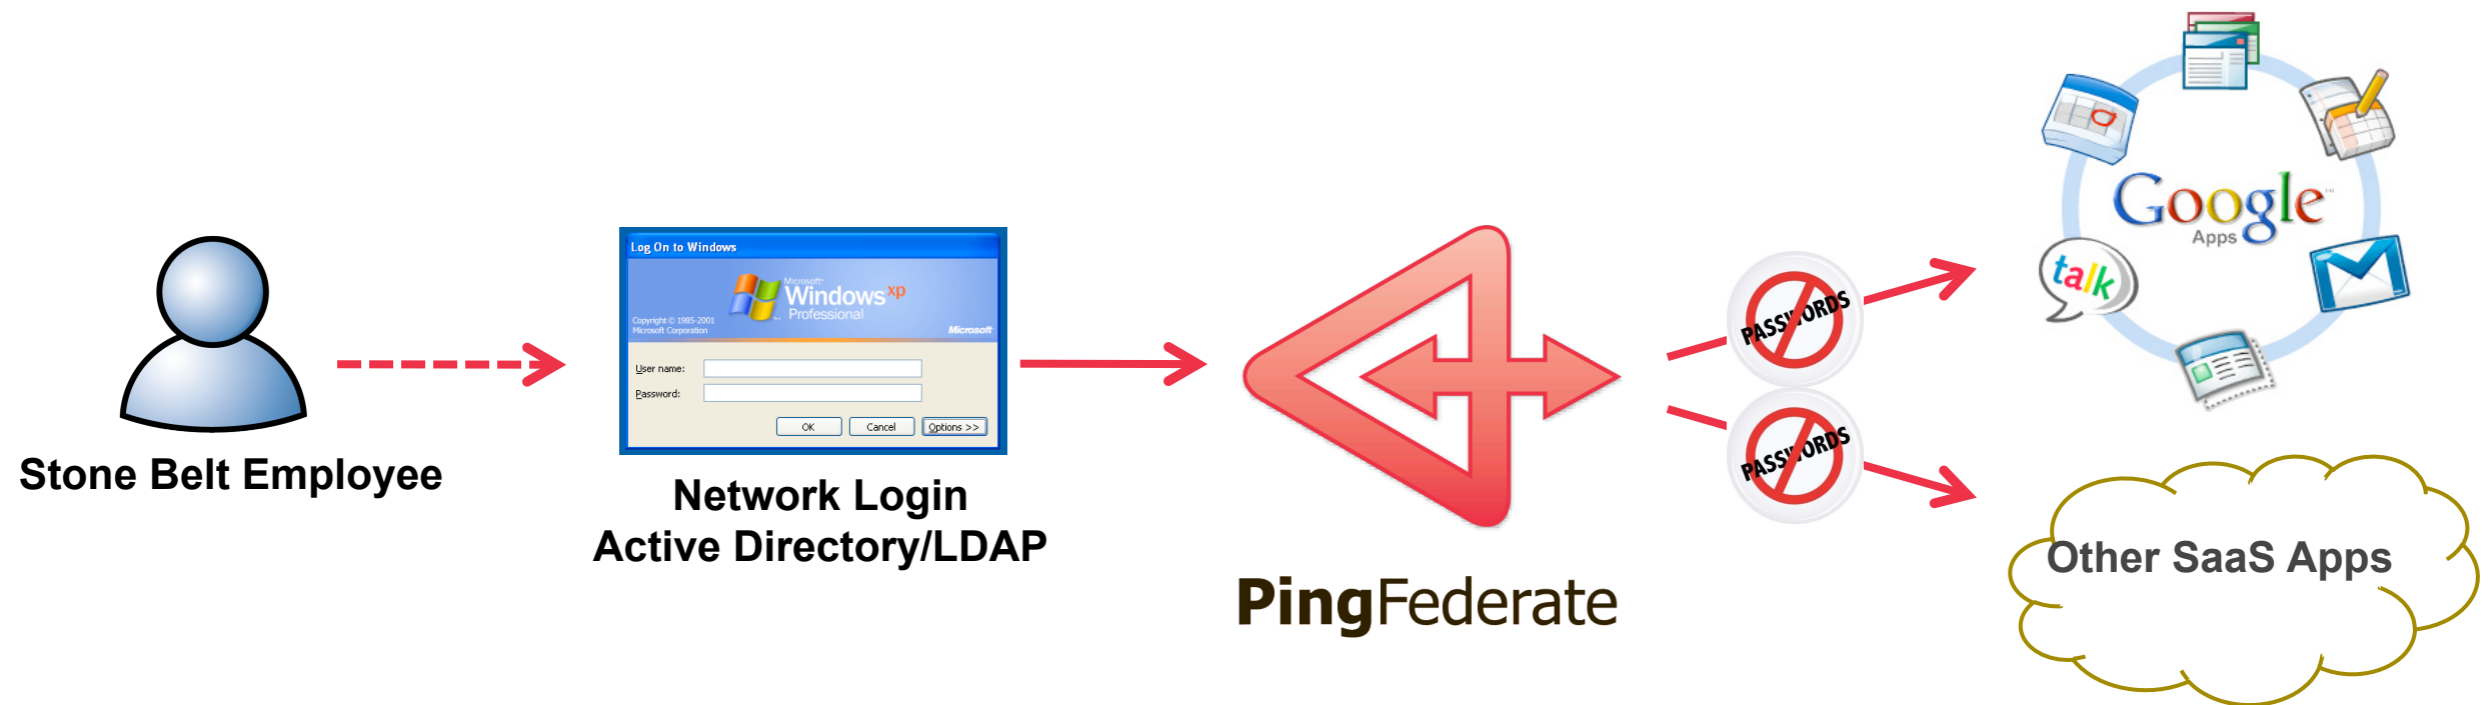 Stone Belt Employee
Log On to Windows
Microsoft
Windows xp
Professional
Copyright © 1985-2001
Microsoft Corporation
Microsoft
User name:
Password:
OK
Cancel
Options >>
Network Login
Active Directory/LDAP
PingFederate
PASSWORDS
PASSWORDS
Google™
Apps
talk
Other SaaS Apps